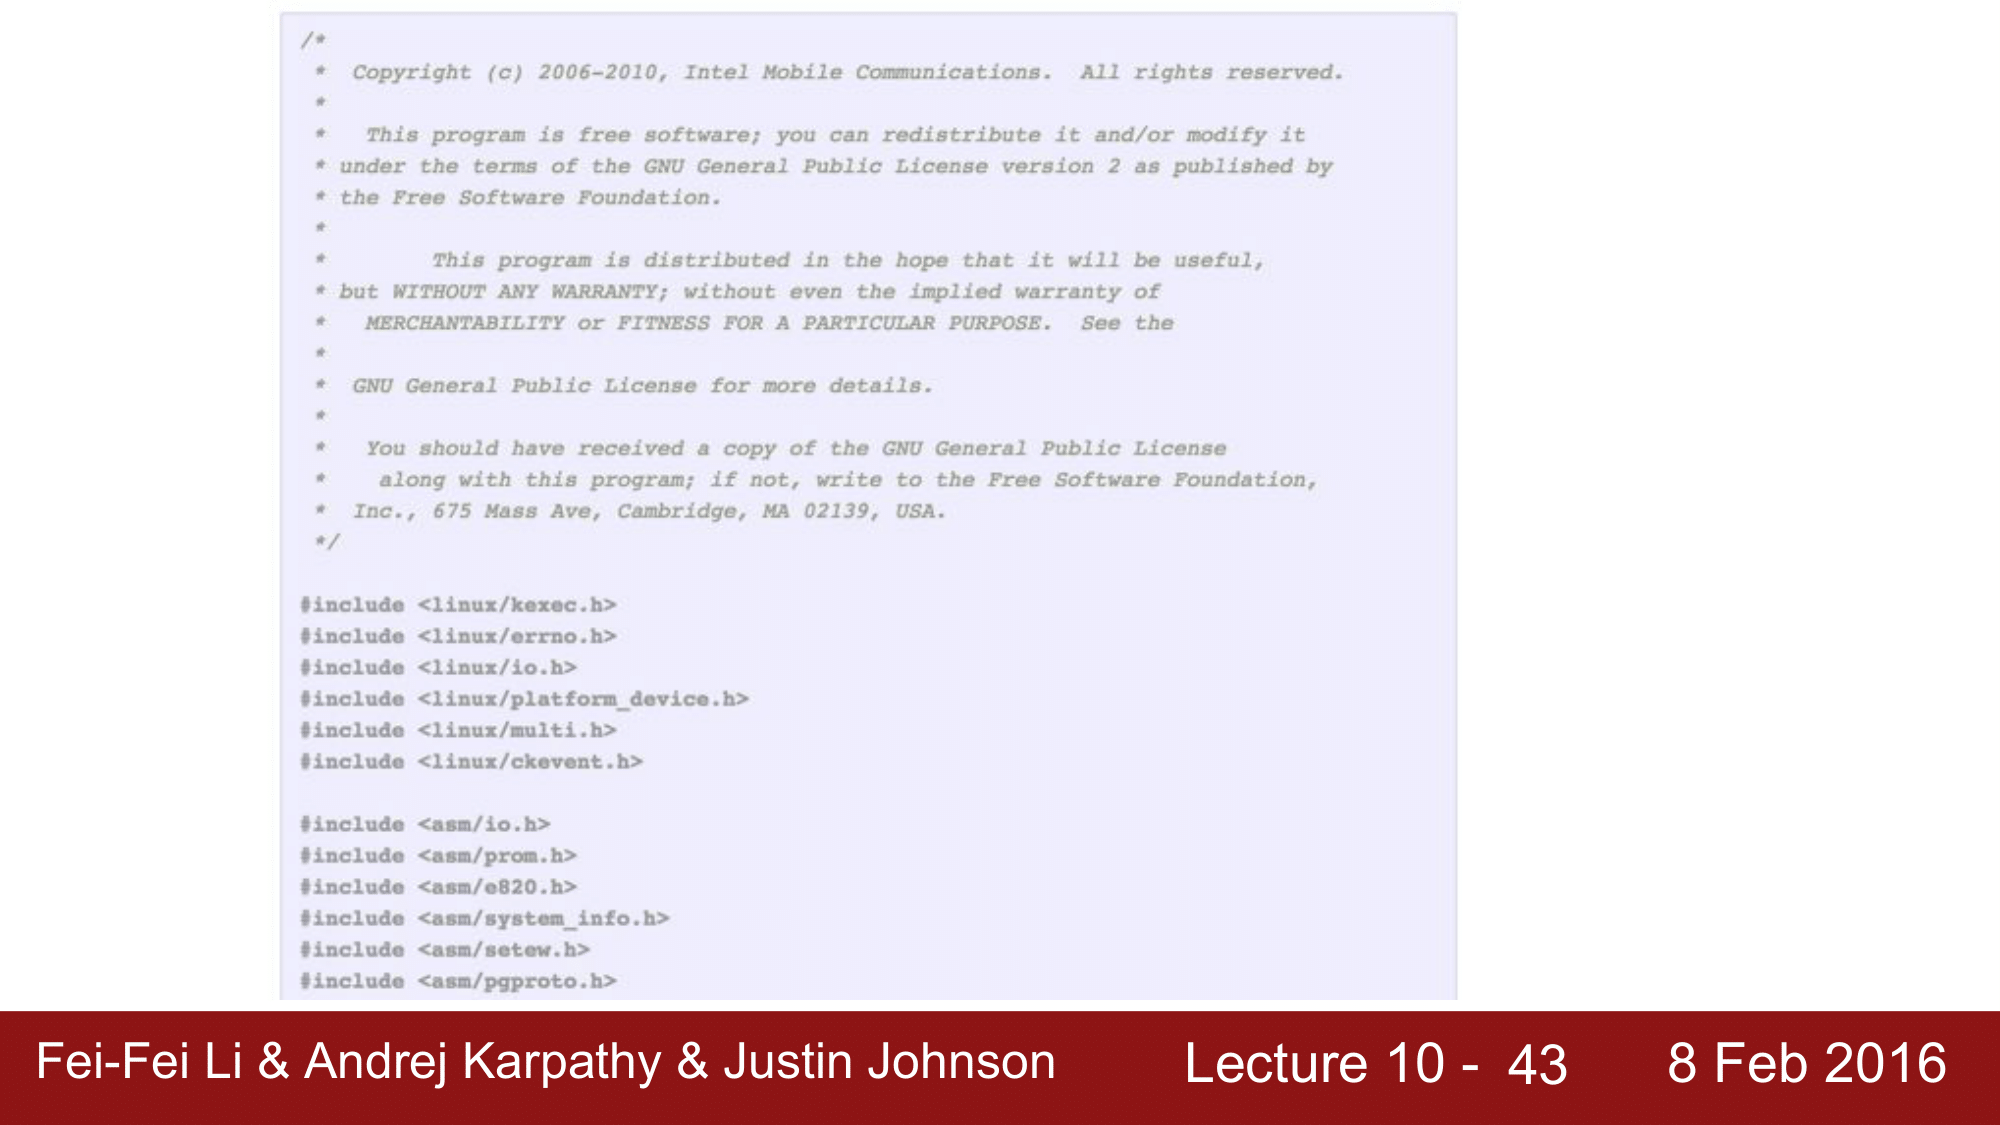 /*
 *  Copyright (c) 2006-2010, Intel Mobile Communications.  All rights reserved.
 *
 *   This program is free software; you can redistribute it and/or modify it
 * under the terms of the GNU General Public License version 2 as published by
 * the Free Software Foundation.
 *
 *        This program is distributed in the hope that it will be useful,
 * but WITHOUT ANY WARRANTY; without even the implied warranty of
 *   MERCHANTABILITY or FITNESS FOR A PARTICULAR PURPOSE.  See the
 *
 *  GNU General Public License for more details.
 *
 *   You should have received a copy of the GNU General Public License
 *    along with this program; if not, write to the Free Software Foundation,
 *  Inc., 675 Mass Ave, Cambridge, MA 02139, USA.
 */
#include <linux/kexec.h>
#include <linux/errno.h>
#include <linux/io.h>
#include <linux/platform_device.h>
#include <linux/multi.h>
#include <linux/ckevent.h>
#include <asm/io.h>
#include <asm/prom.h>
#include <asm/e820.h>
#include <asm/system_info.h>
#include <asm/setew.h>
#include <asm/pgproto.h>
Fei-Fei Li & Andrej Karpathy & Justin Johnson Lecture 10 - 43 8 Feb 2016